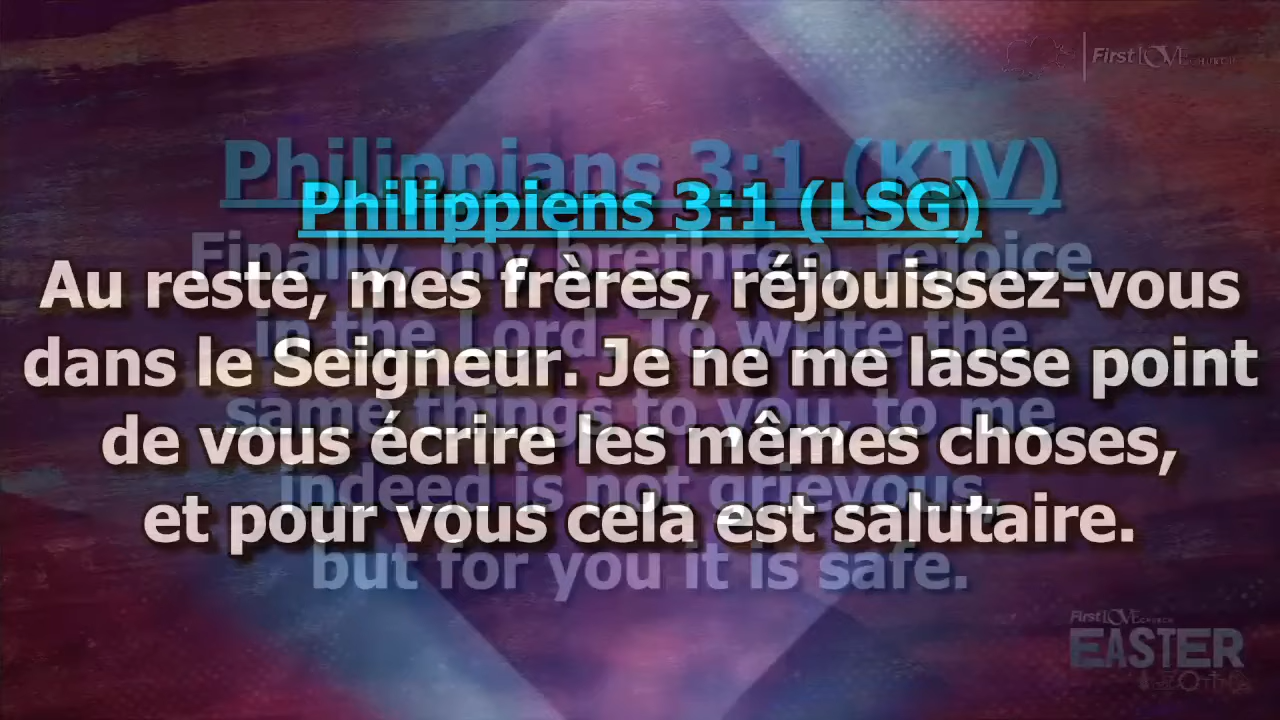 First LOVE CHURCH
Philippians 3:1 (KJV)
Philippiens 3:1 (LSG)
Finally, my brethren, rejoice
Au reste, mes frères, réjouissez-vous
in the Lord. To write the
dans le Seigneur. Je ne me lasse point
same things to you, to me
de vous écrire les mêmes choses,
indeed is not grievous,
et pour vous cela est salutaire.
but for you it is safe.
First LOVE CHURCH
EASTER